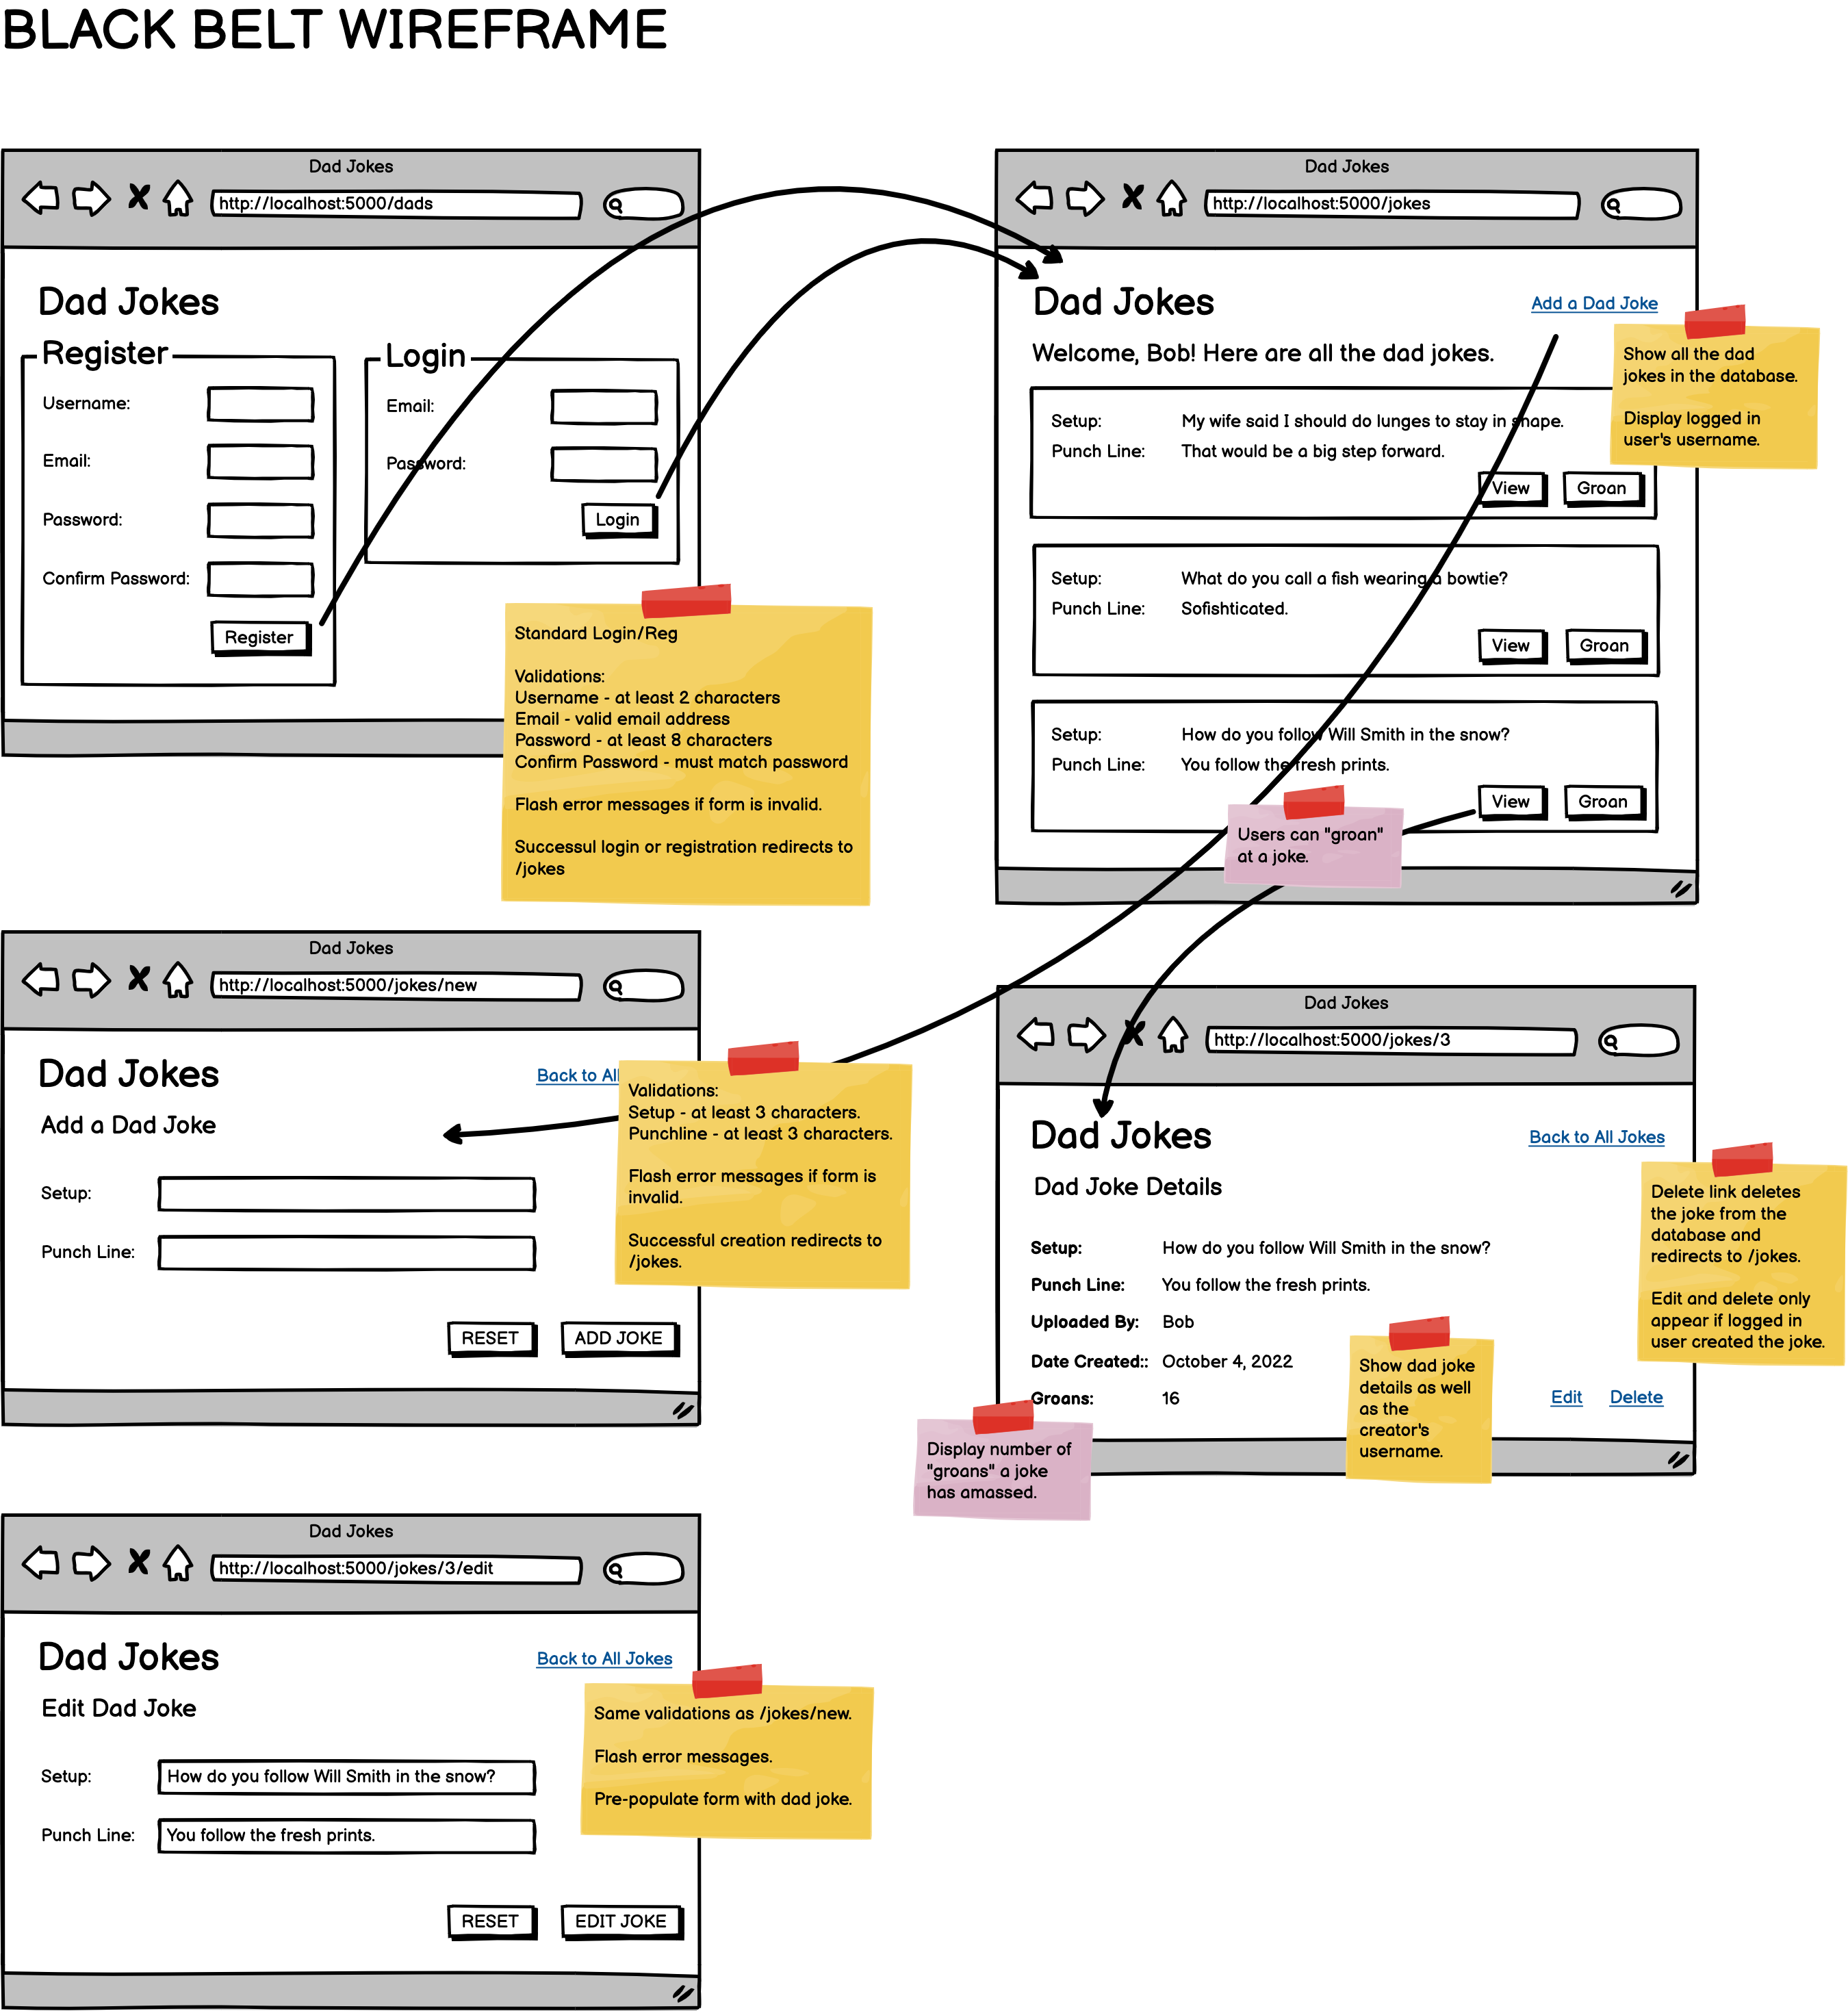 BLACK BELT WIREFRAME
Dad Jokes
http://localhost:5000/dads
Dad Jokes
Register
Username:
Email:
Password:
Confirm Password:
Register
Login
Email:
Password:
Login
Standard Login/Reg
Validations:
Username - at least 2 characters
Email - valid email address
Password - at least 8 characters
Confirm Password - must match password
Flash error messages if form is invalid.
Successul login or registration redirects to
/jokes
Dad Jokes
http://localhost:5000/jokes
Dad Jokes
Add a Dad Joke
Welcome, Bob! Here are all the dad jokes.
Show all the dad
jokes in the database.
Display logged in
user's username.
Setup: My wife said I should do lunges to stay in shape.
Punch Line: That would be a big step forward.
View Groan
Setup: What do you call a fish wearing a bowtie?
Punch Line: Sofishticated.
View Groan
Setup: How do you follow Will Smith in the snow?
Punch Line: You follow the fresh prints.
View Groan
Users can "groan"
at a joke.
Dad Jokes
http://localhost:5000/jokes/new
Dad Jokes
Back to All
Add a Dad Joke
Setup:
Punch Line:
RESET ADD JOKE
Validations:
Setup - at least 3 characters.
Punchline - at least 3 characters.
Flash error messages if form is
invalid.
Successful creation redirects to
/jokes.
Dad Jokes
http://localhost:5000/jokes/3
Dad Jokes
Back to All Jokes
Dad Joke Details
Setup: How do you follow Will Smith in the snow?
Punch Line: You follow the fresh prints.
Uploaded By: Bob
Date Created:: October 4, 2022
Groans: 16
Edit Delete
Delete link deletes
the joke from the
database and
redirects to /jokes.
Edit and delete only
appear if logged in
user created the joke.
Show dad joke
details as well
as the
creator's
username.
Display number of
"groans" a joke
has amassed.
Dad Jokes
http://localhost:5000/jokes/3/edit
Dad Jokes
Back to All Jokes
Edit Dad Joke
Setup: How do you follow Will Smith in the snow?
Punch Line: You follow the fresh prints.
RESET EDIT JOKE
Same validations as /jokes/new.
Flash error messages.
Pre-populate form with dad joke.